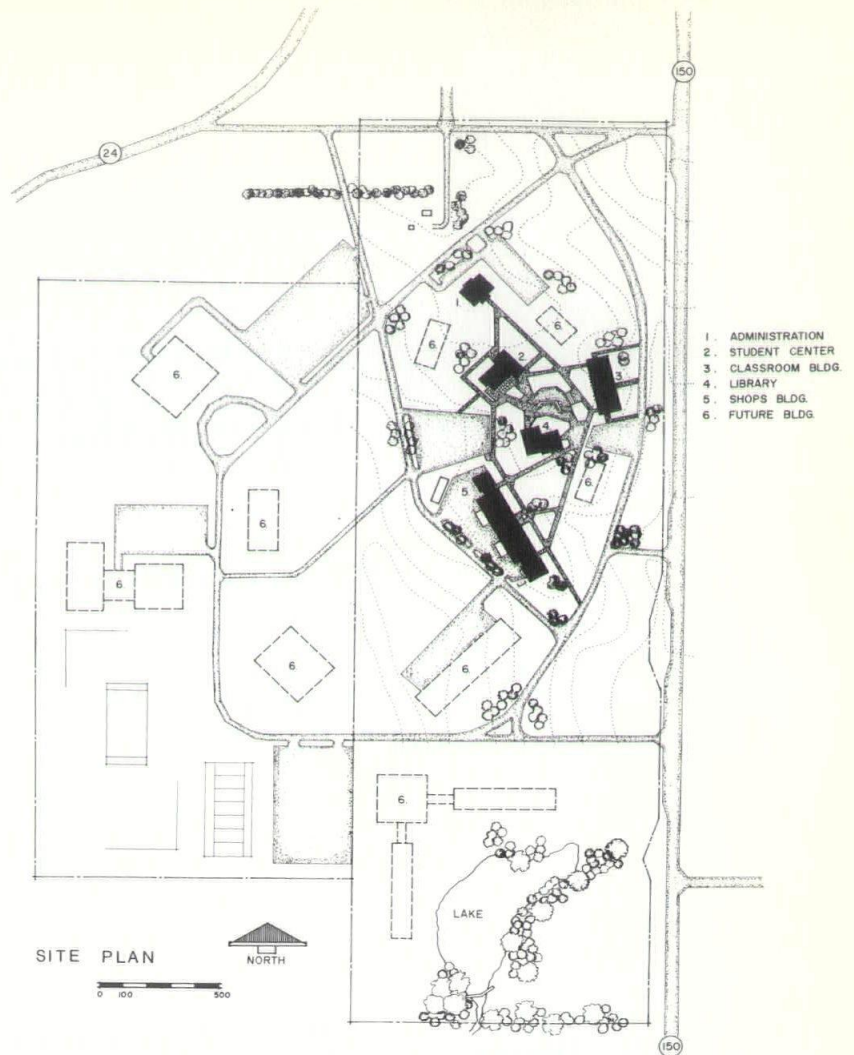 150
24
1. ADMINISTRATION
2. STUDENT CENTER
3. CLASSROOM BLDG.
4. LIBRARY
5. SHOPS BLDG.
6. FUTURE BLDG.
1.
6.
6.
2.
3.
6.
4.
5.
6.
6.
6.
6.
6.
6.
LAKE
SITE PLAN
NORTH
0 100 500
150